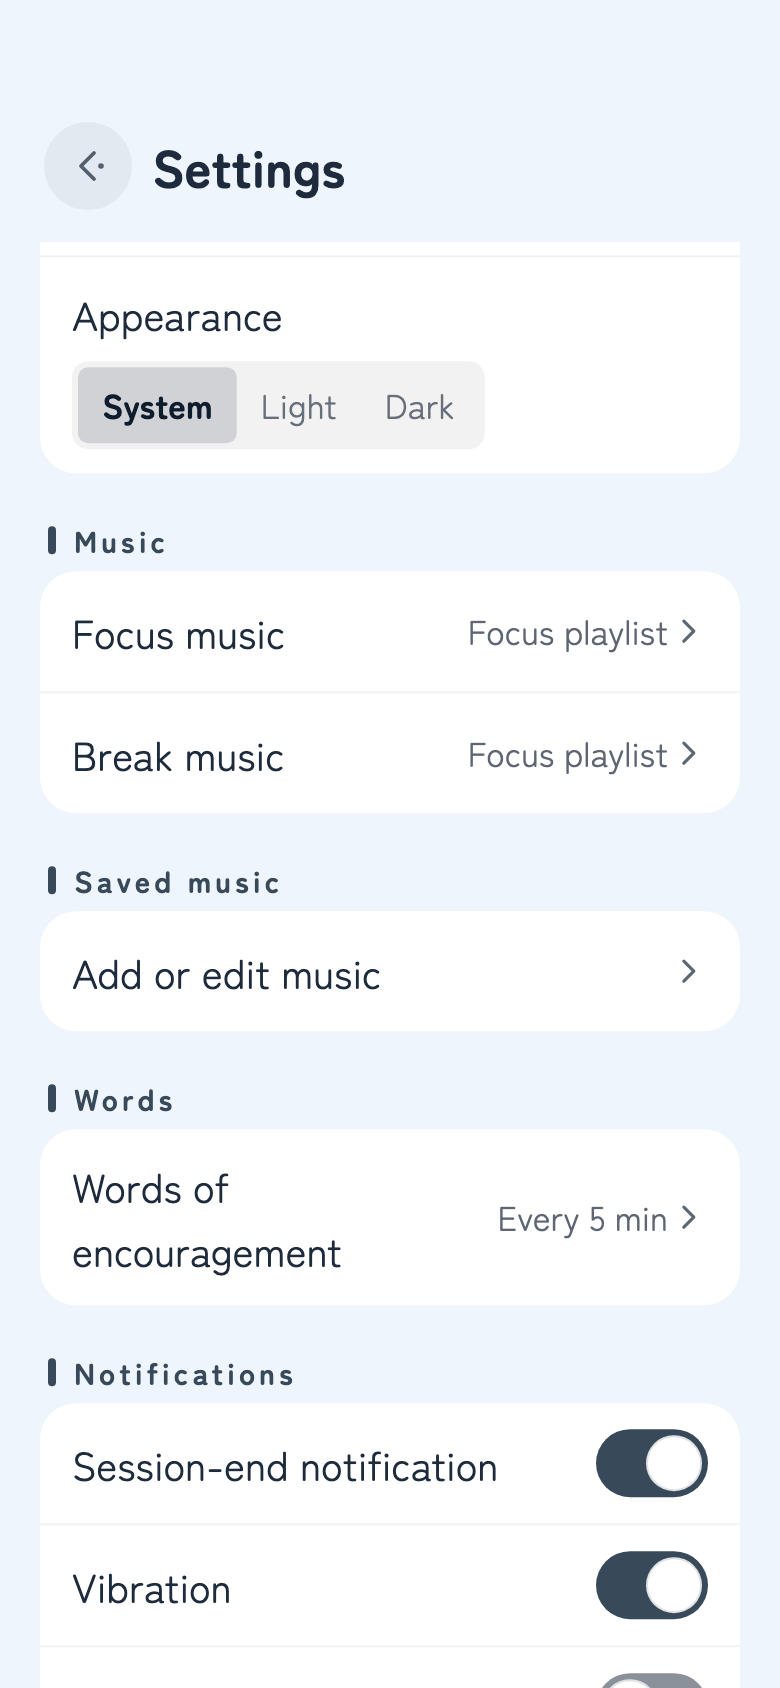 Settings
Appearance
System Light Dark
Music
Focus music Focus playlist
Break music Focus playlist
Saved music
Add or edit music
Words
Words of
encouragement
Every 5 min
Notifications
Session-end notification
Vibration